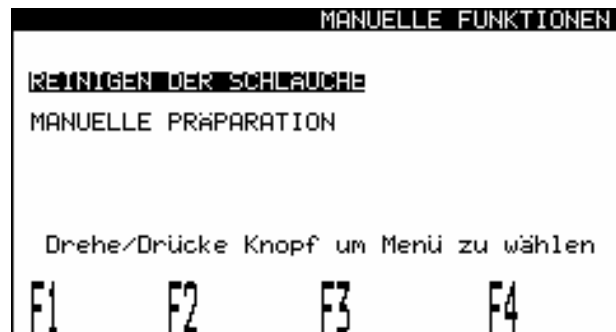 MANUELLE FUNKTIONEN
REINIGEN DER SCHLAUCHE
MANUELLE PRäPARATION
Drehe/Drücke Knopf um Menü zu wählen
F1 F2 F3 F4